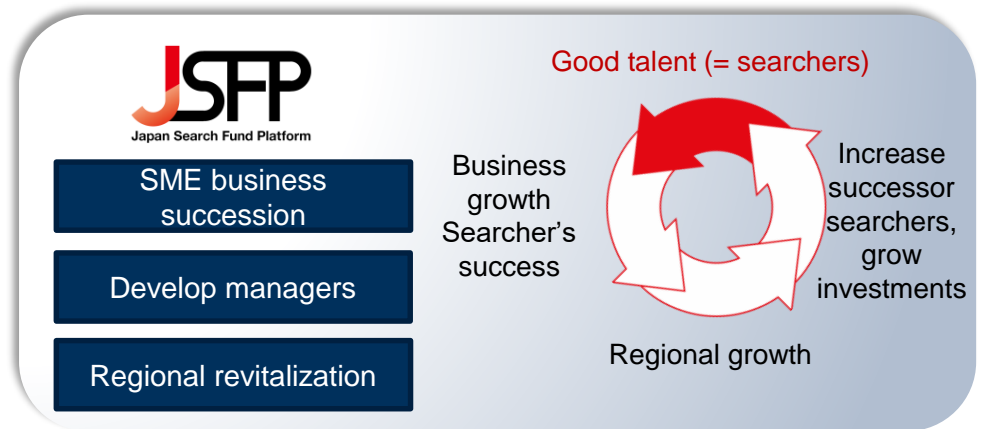 JSFP
Japan Search Fund Platform
SME business
succession
Develop managers
Regional revitalization
Good talent (= searchers)
Business
growth
Searcher's
success
Increase
successor
searchers,
grow
investments
Regional growth